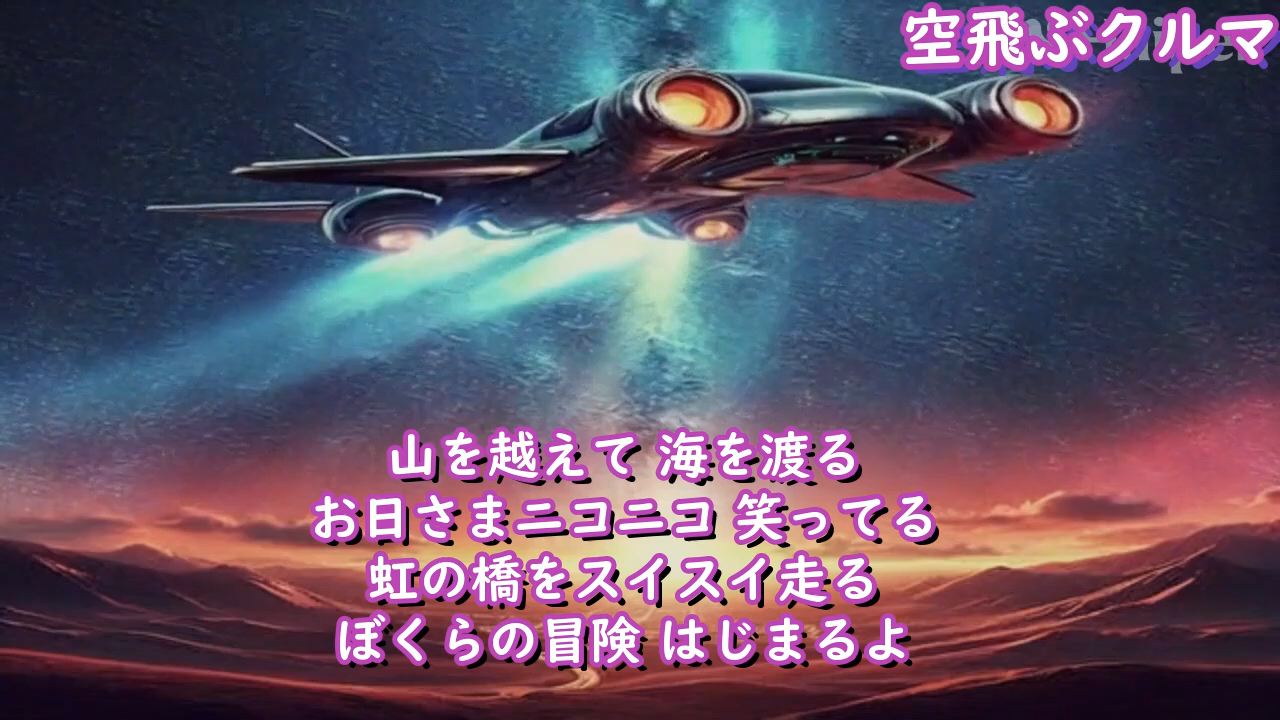 空飛ぶクルマ
山を越えて 海を渡る
お日さまニコニコ 笑ってる
虹の橋をスイスイ走る
ぼくらの冒険 はじまるよ